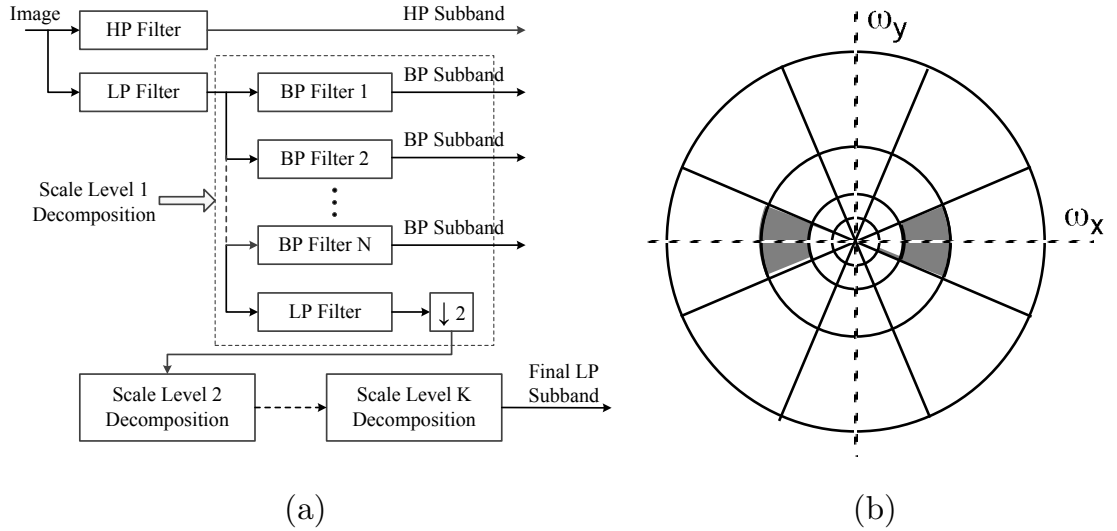 Image
HP Filter
HP Subband
LP Filter
BP Filter 1
BP Subband
BP Filter 2
BP Subband
Scale Level 1
Decomposition
BP Filter N
BP Subband
LP Filter
↓ 2
Scale Level 2
Decomposition
Scale Level K
Decomposition
Final LP
Subband
(a)
ωy
ωx
(b)